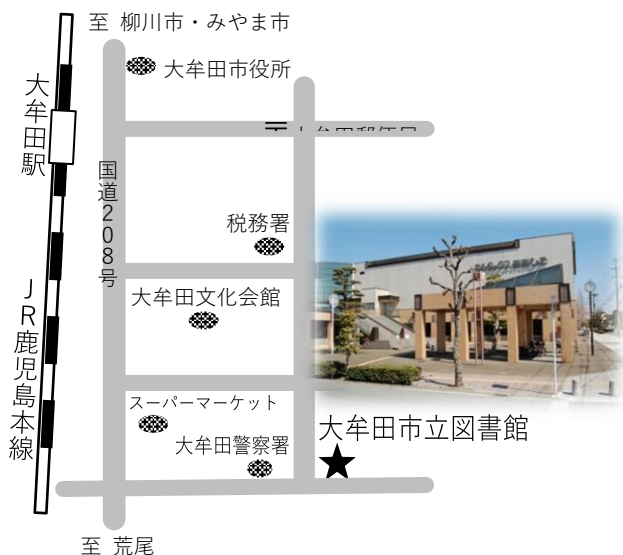 至 柳川市・みやま市
大牟田市役所
大牟田駅
国道208号
税務署
大牟田文化会館
JR鹿児島本線
スーパーマーケット
大牟田警察署
大牟田市立図書館
至 荒尾